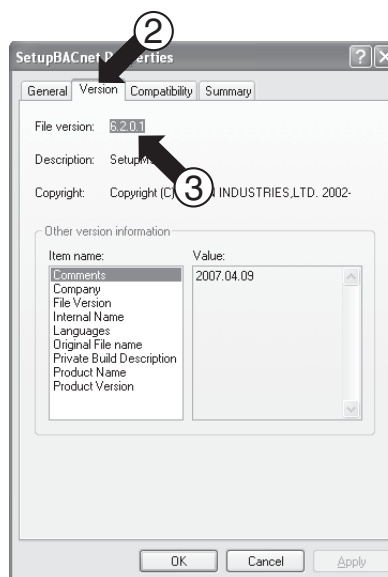 ②
SetupBACnet Properties
General Version Compatibility Summary
File version: 6.2.0.1
Description:
Copyright: Copyright (C) INDUSTRIES,LTD. 2002-
③
Other version information
Item name: Value:
Comments 2007.04.09
Company
File Version
Internal Name
Languages
Original File name
Private Build Description
Product Name
Product Version
OK Cancel Apply